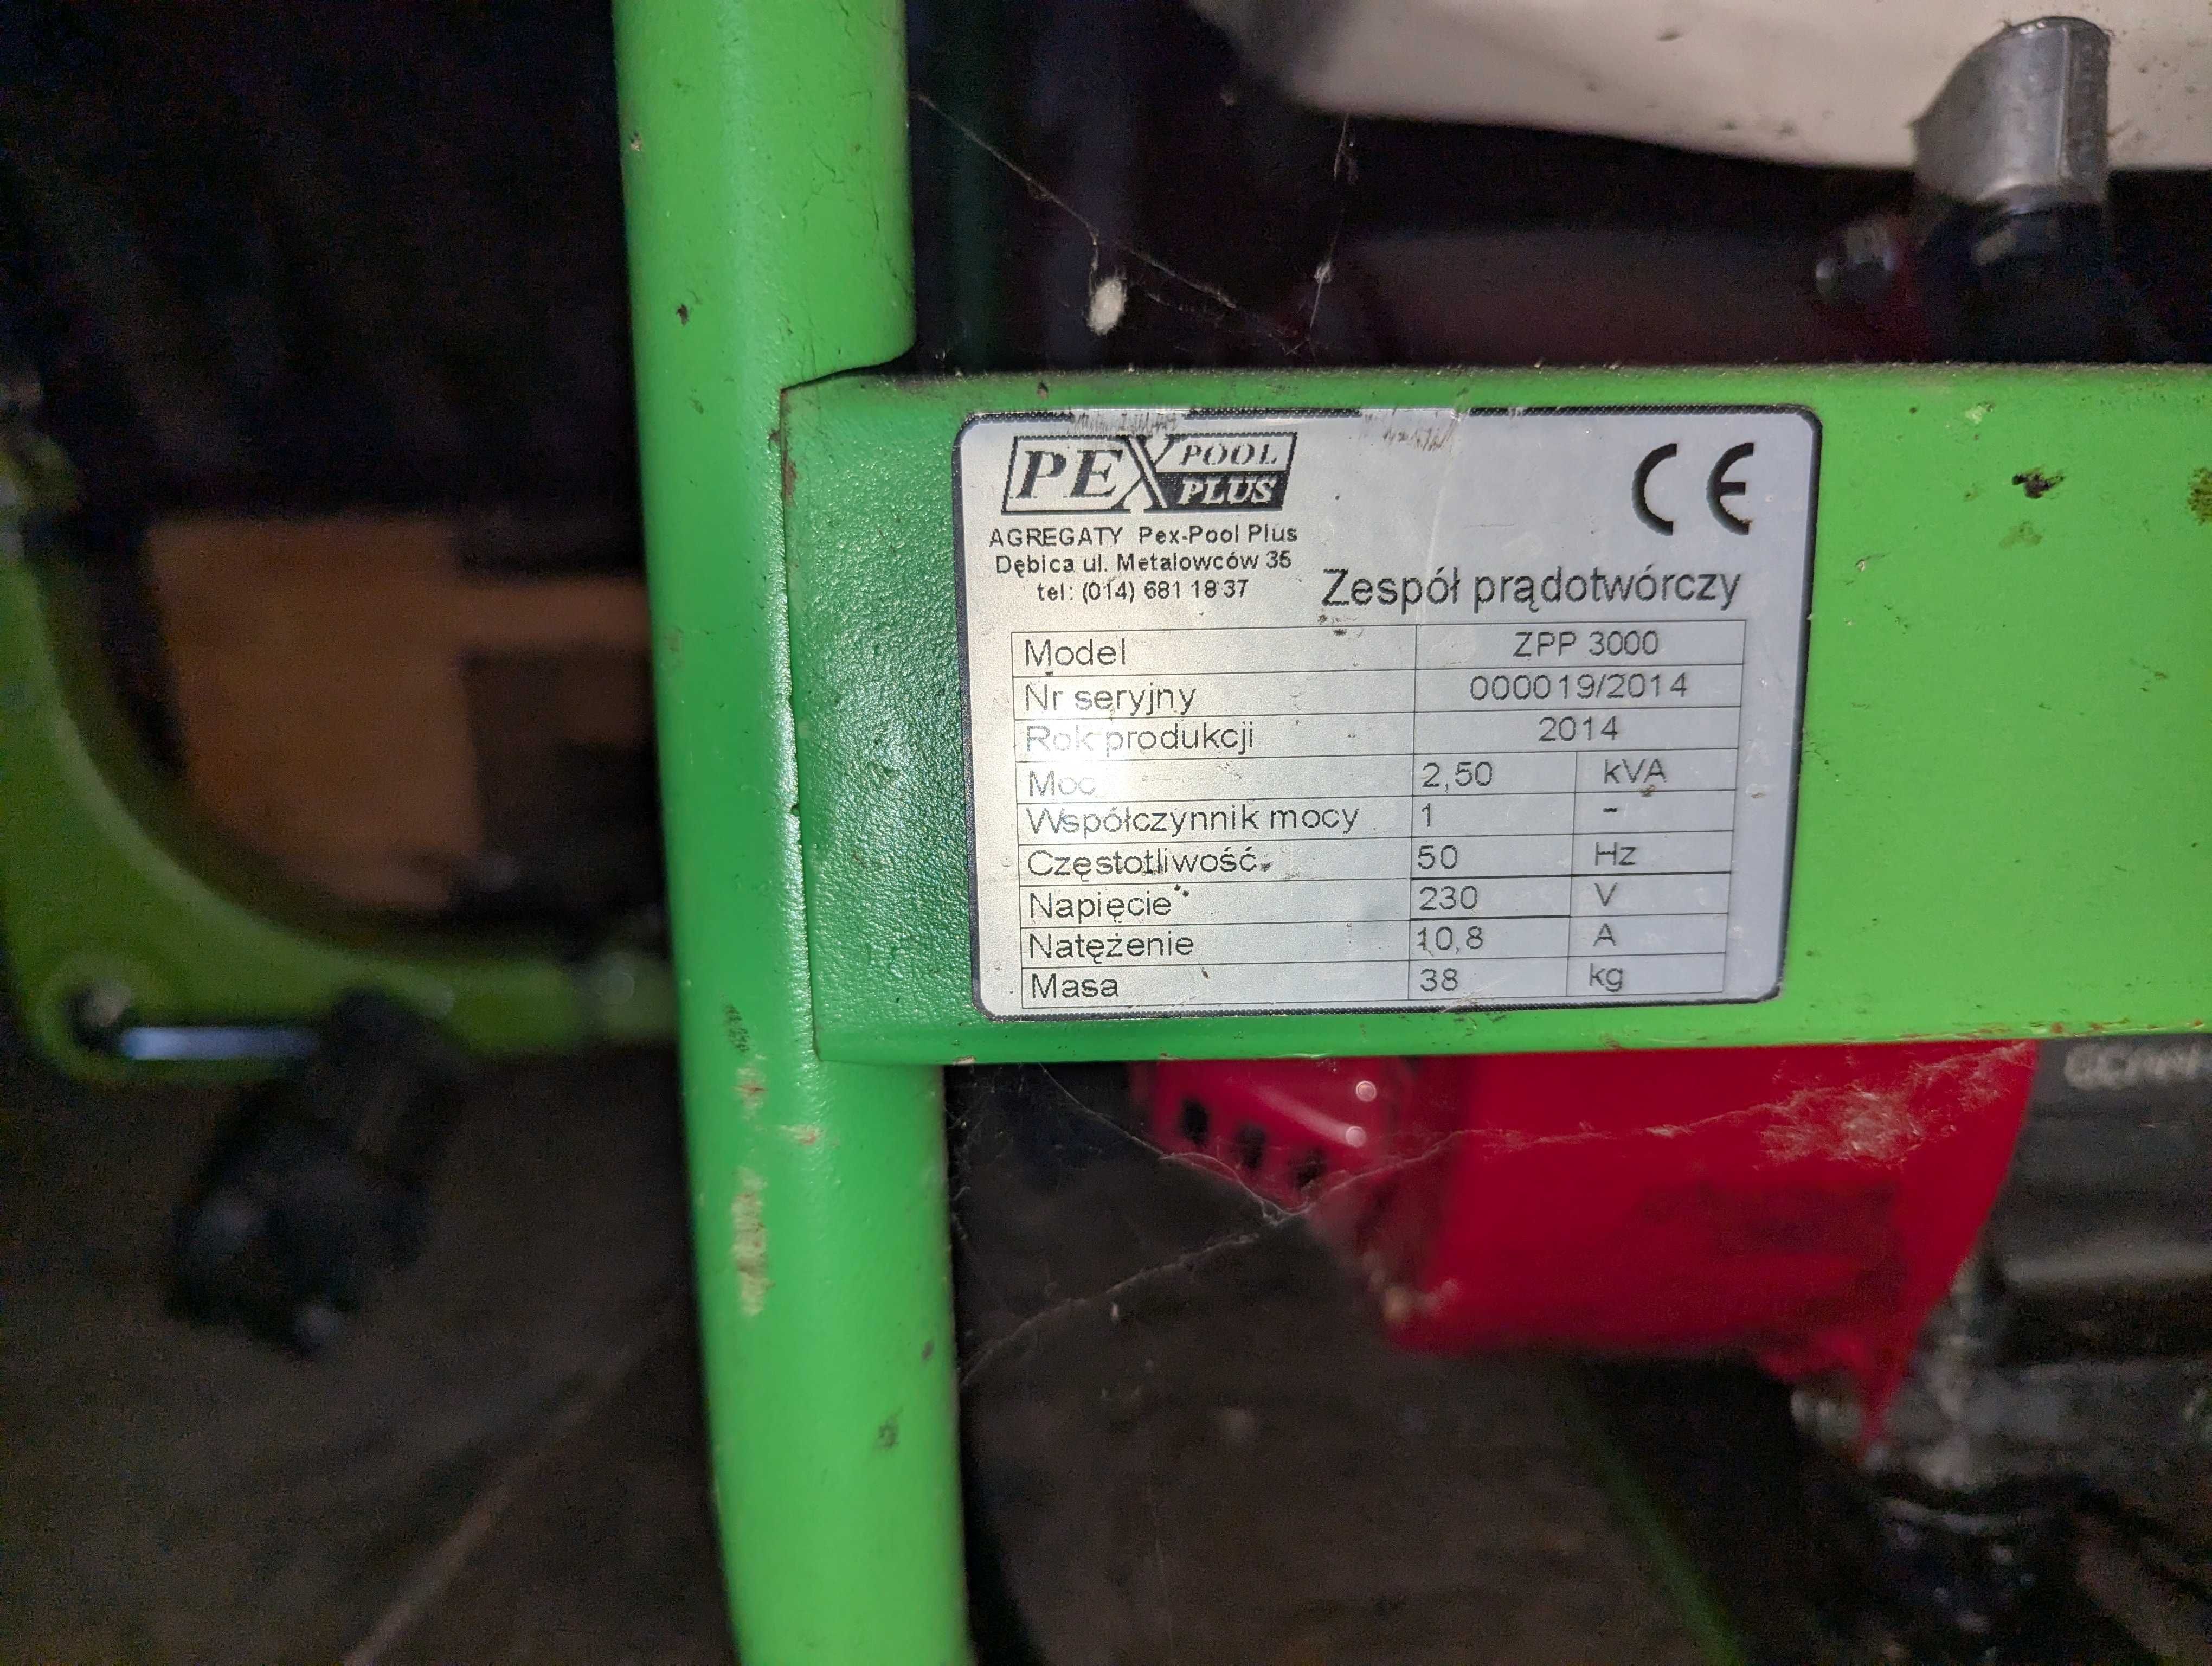 PEX POOL PLUS
CE
AGREGATY Pex-Pool Plus
Dębica ul. Metalowców 35
tel: (014) 681 18 37
Zespół prądotwórczy
Model ZPP 3000
Nr seryjny 000019/2014
Rok produkcji 2014
Moc 2,50 kVA
Współczynnik mocy 1 -
Częstotliwość 50 Hz
Napięcie 230 V
Natężenie 10,8 A
Masa 38 kg